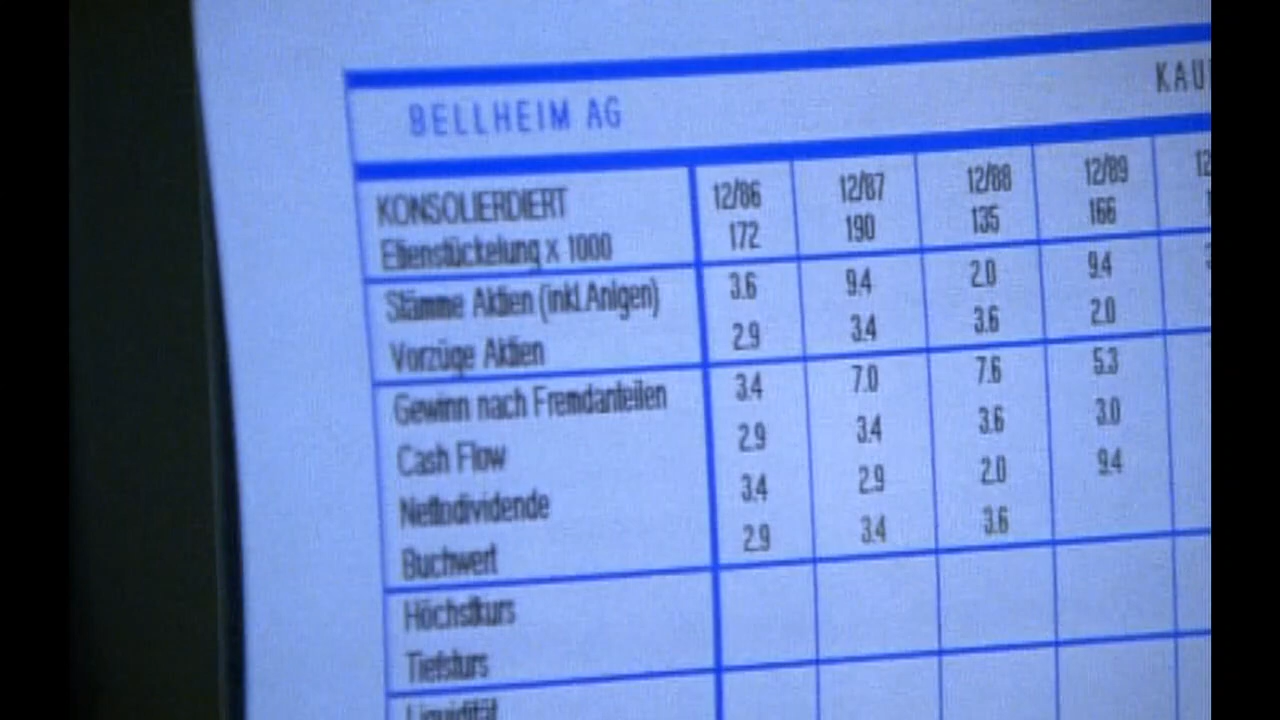 BELLHEIM AG KAU
KONSOLIERDIERT 12/86 12/87 12/88 12/89 12
Ellenstückelung x 1000 172 190 135 166
Stämme Aktien (inkl.Anlgen) 3.6 9.4 2.0 9.4
Vorzüge Aktien 2.9 3.4 3.6 2.0
Gewinn nach Fremdanteilen 3.4 7.0 7.6 5.3
Cash Flow 2.9 3.4 3.6 3.0
Nettodividende 3.4 2.9 2.0 9.4
Buchwert 2.9 3.4 3.6
Höchstkurs
Tiefsturs
Liquidität